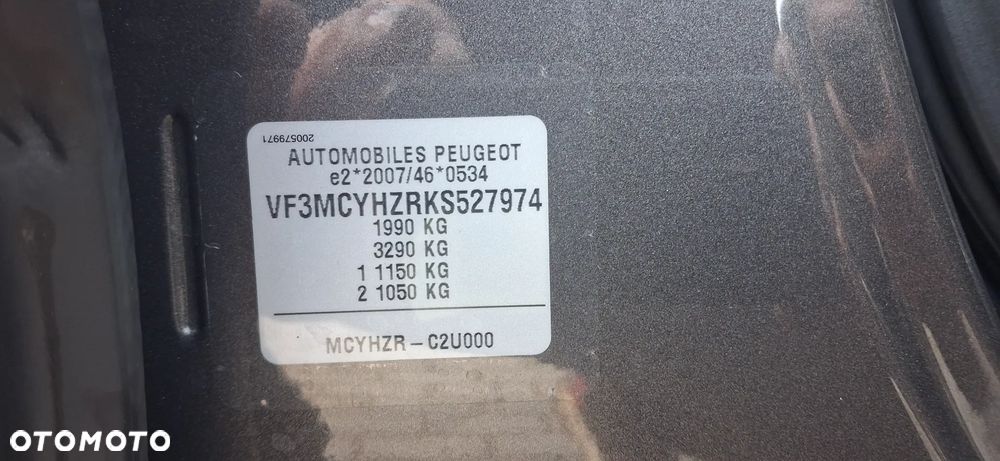 200579971
AUTOMOBILES PEUGEOT
e2*2007/46*0534
VF3MCYHZRKS527974
1990 KG
3290 KG
1 1150 KG
2 1050 KG
MCYHZR - C2U000
OTOMOTO